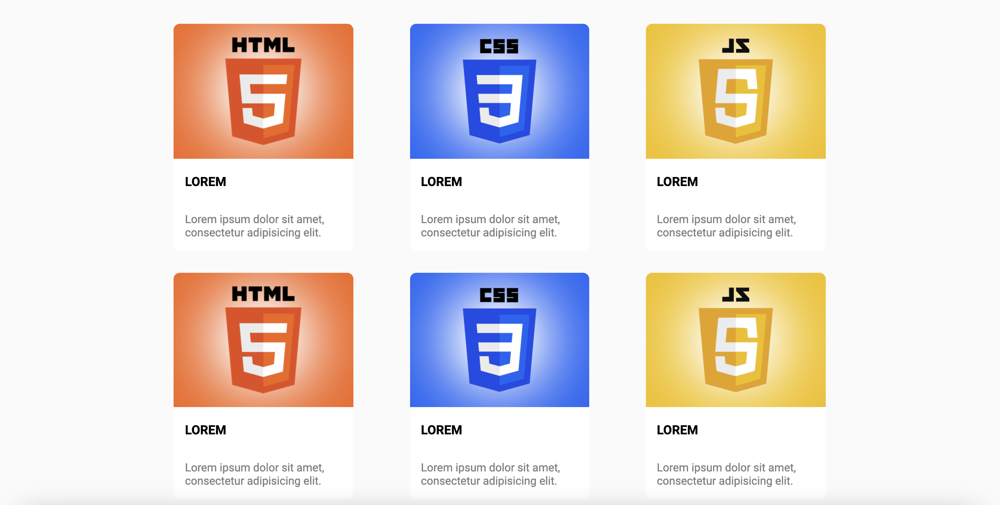 HTML
5
LOREM
Lorem ipsum dolor sit amet,
consectetur adipisicing elit.
CSS
3
LOREM
Lorem ipsum dolor sit amet,
consectetur adipisicing elit.
JS
5
LOREM
Lorem ipsum dolor sit amet,
consectetur adipisicing elit.
HTML
5
LOREM
Lorem ipsum dolor sit amet,
consectetur adipisicing elit.
CSS
3
LOREM
Lorem ipsum dolor sit amet,
consectetur adipisicing elit.
JS
5
LOREM
Lorem ipsum dolor sit amet,
consectetur adipisicing elit.